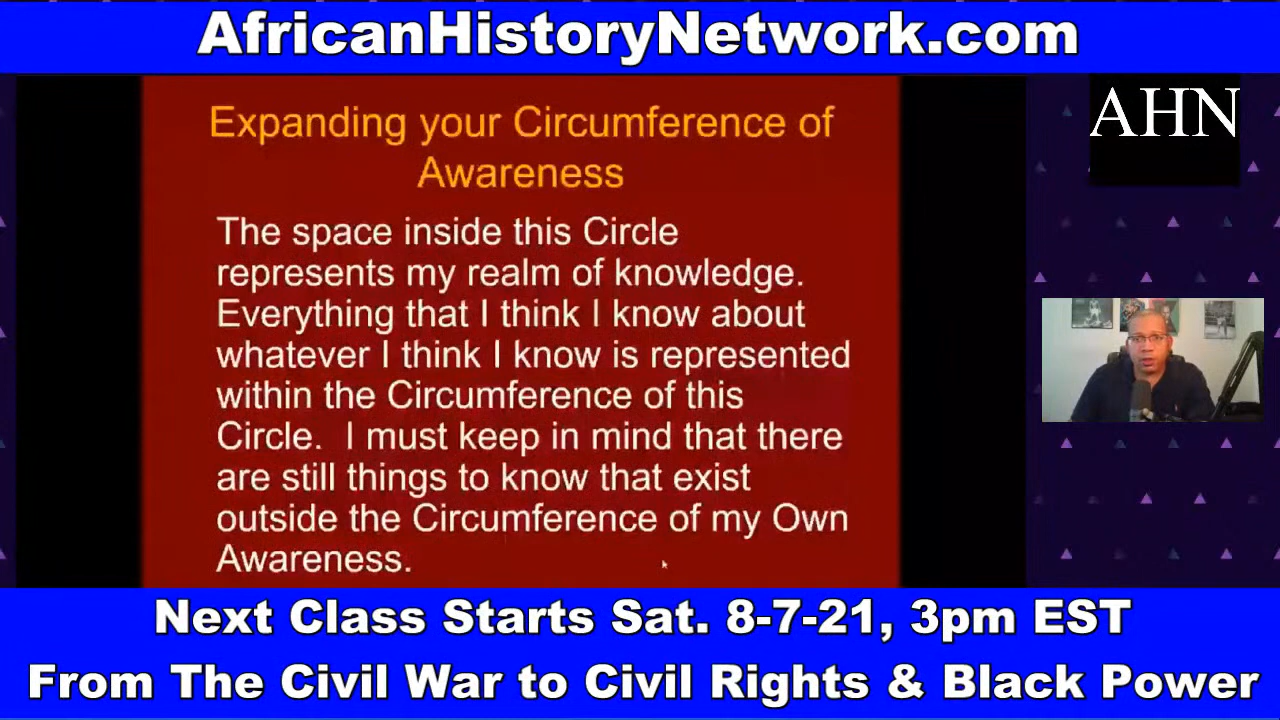 AfricanHistoryNetwork.com
AHN
Expanding your Circumference of
Awareness
The space inside this Circle
represents my realm of knowledge.
Everything that I think I know about
whatever I think I know is represented
within the Circumference of this
Circle.  I must keep in mind that there
are still things to know that exist
outside the Circumference of my Own
Awareness.
Next Class Starts Sat. 8-7-21, 3pm EST
From The Civil War to Civil Rights & Black Power